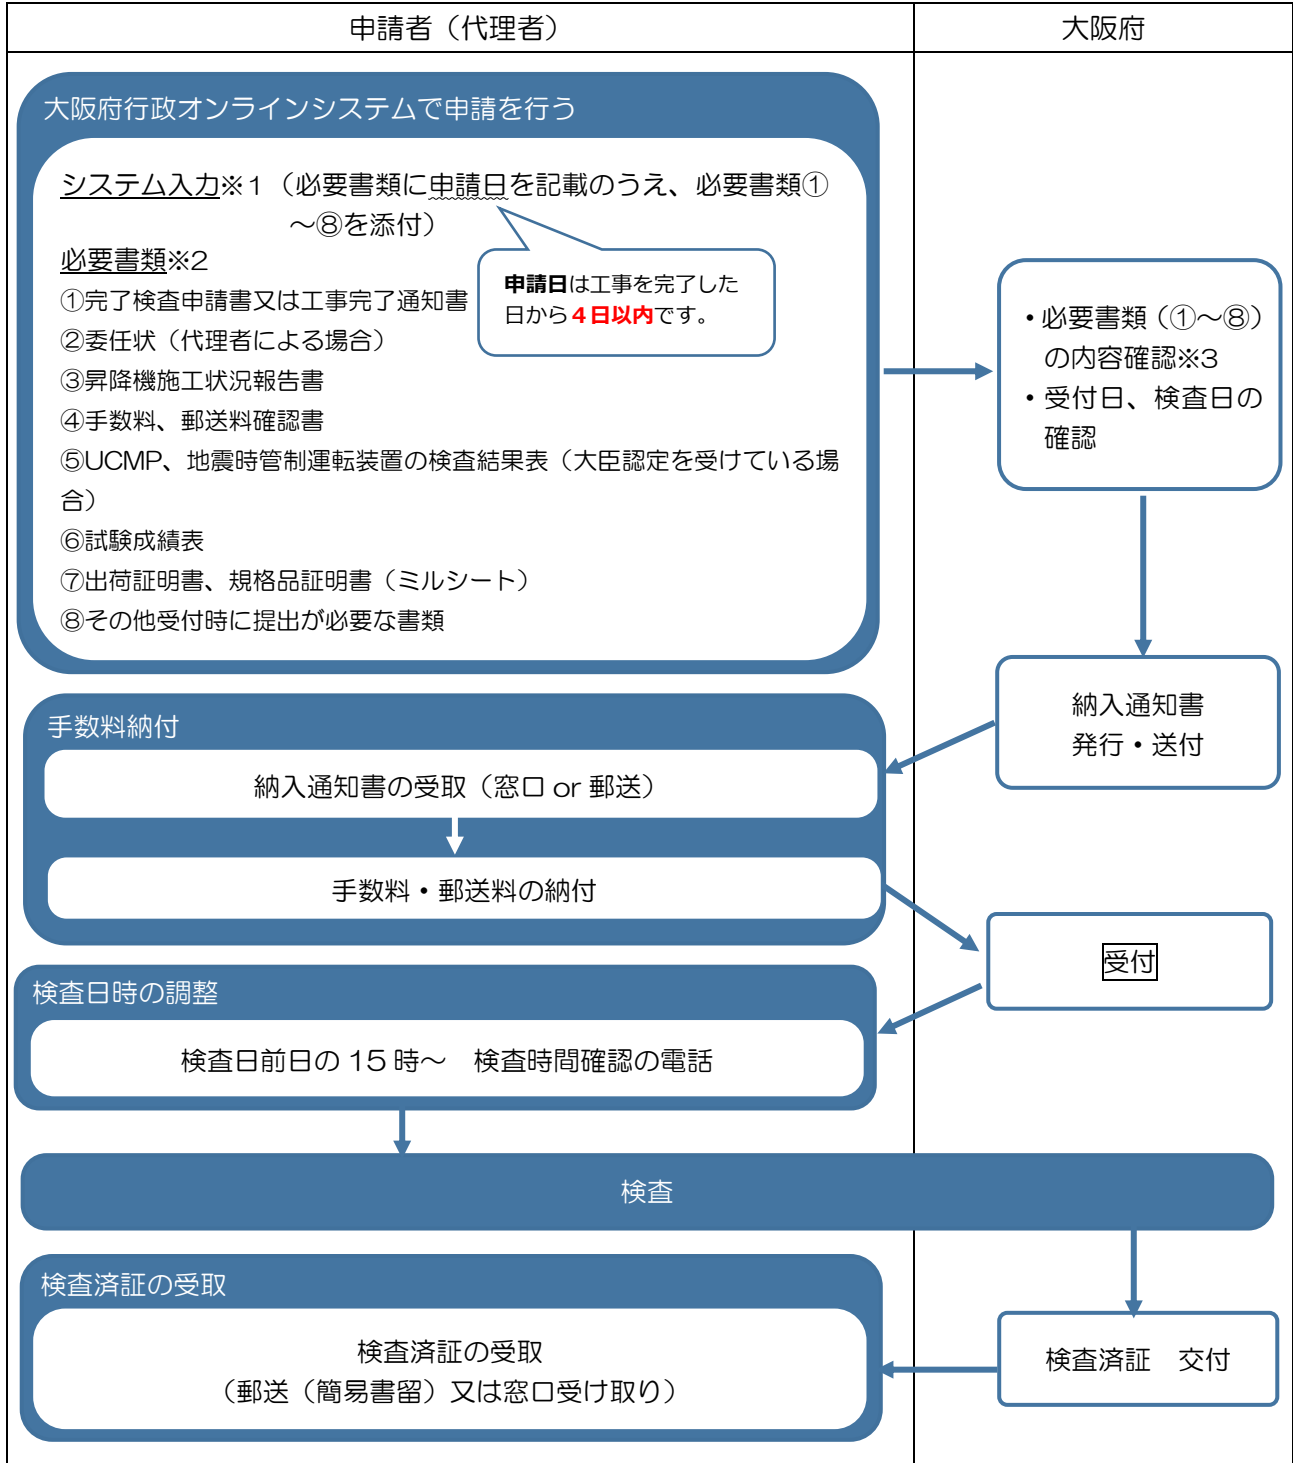 申請者（代理者）
大阪府
大阪府行政オンラインシステムで申請を行う
システム入力※1（必要書類に申請日を記載のうえ、必要書類①
～⑧を添付）
必要書類※2
申請日は工事を完了した
日から４日以内です。
①完了検査申請書又は工事完了通知書
②委任状（代理者による場合）
③昇降機施工状況報告書
④手数料、郵送料確認書
⑤UCMP、地震時管制運転装置の検査結果表（大臣認定を受けている場
合）
⑥試験成績表
⑦出荷証明書、規格品証明書（ミルシート）
⑧その他受付時に提出が必要な書類
・必要書類（①～⑧）
の内容確認※3
・受付日、検査日の
確認
納入通知書
発行・送付
手数料納付
納入通知書の受取（窓口 or 郵送）
手数料・郵送料の納付
受付
検査日時の調整
検査日前日の 15 時～　検査時間確認の電話
検査
検査済証の受取
検査済証の受取
（郵送（簡易書留）又は窓口受け取り）
検査済証　交付